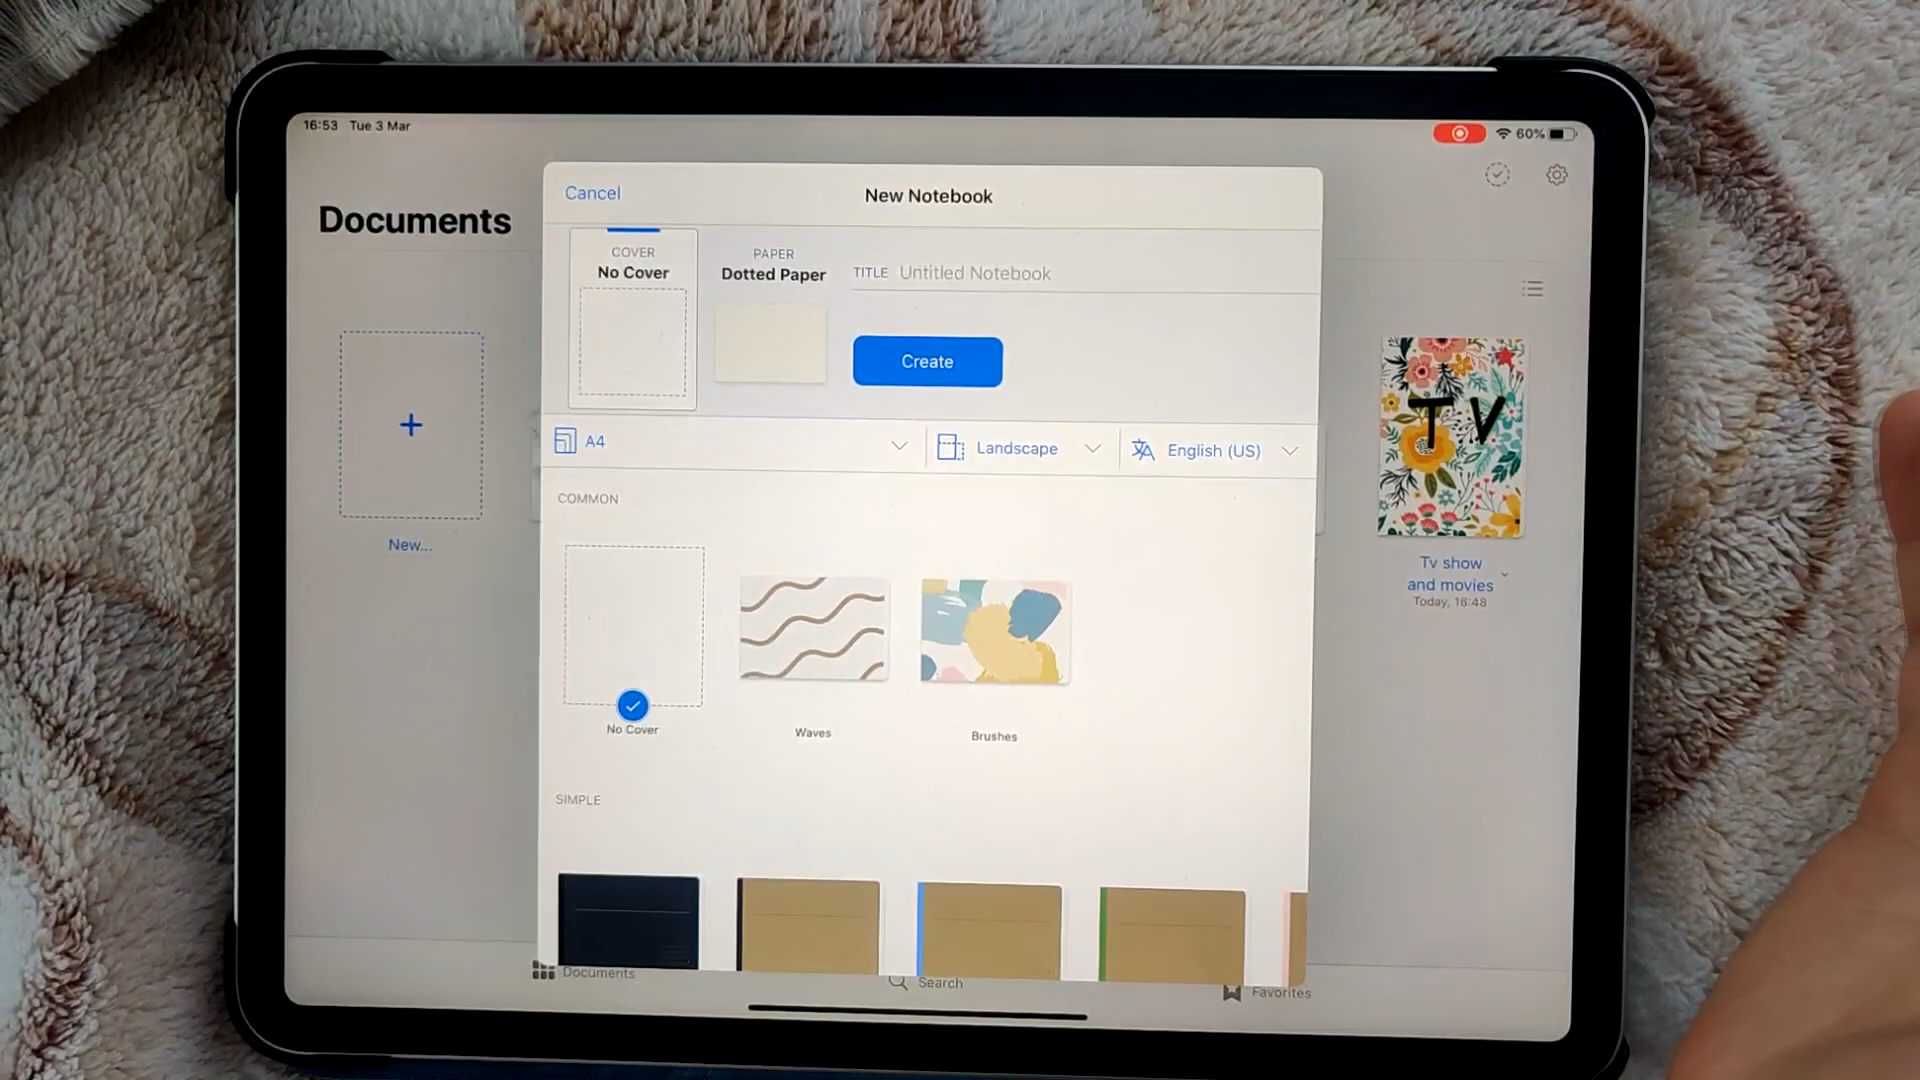 16:53 Tue 3 Mar
60%
Documents
Cancel
New Notebook
COVER
No Cover
PAPER
Dotted Paper
TITLE Untitled Notebook
Create
A4
Landscape
English (US)
COMMON
No Cover
Waves
Brushes
SIMPLE
New...
TV
Tv show
and movies
Today, 16:48
Documents
Search
Favorites